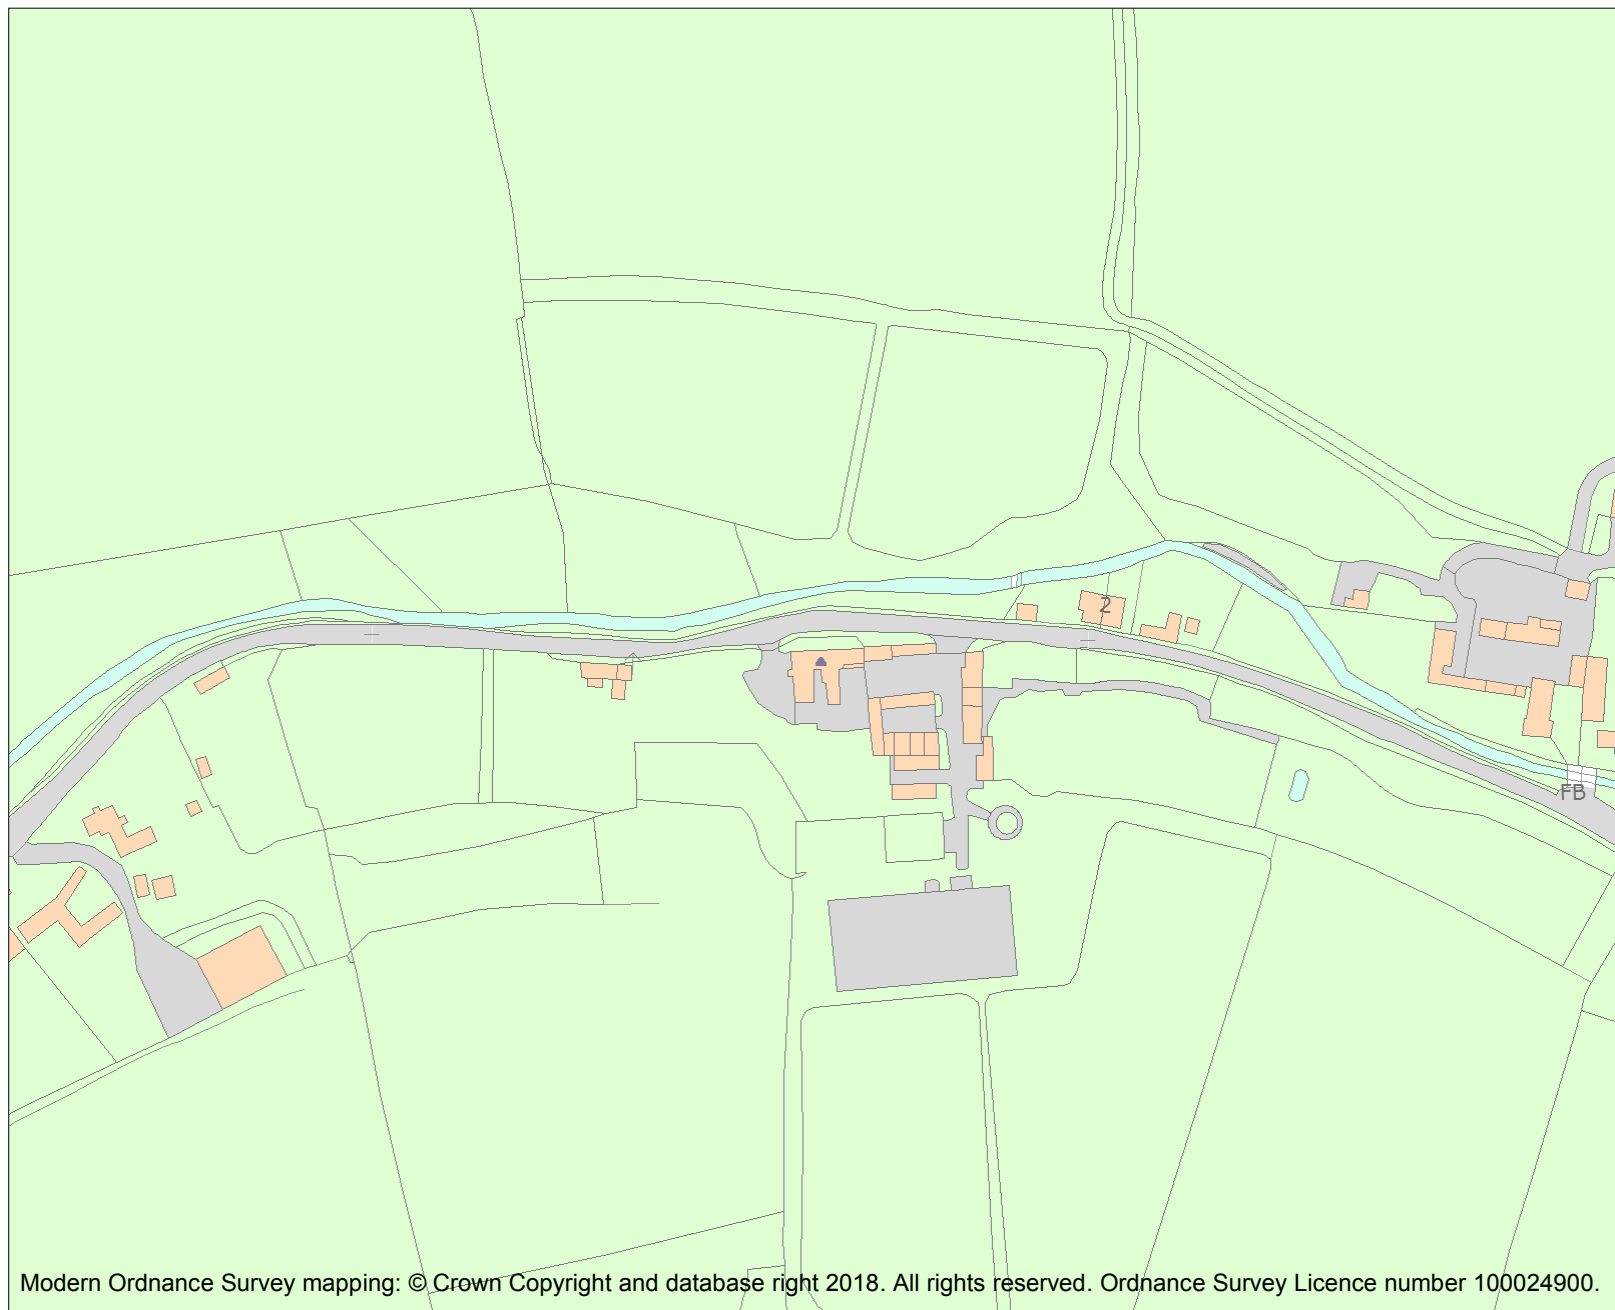 2
FB
Modern Ordnance Survey mapping: © Crown Copyright and database right 2018. All rights reserved. Ordnance Survey Licence number 100024900.